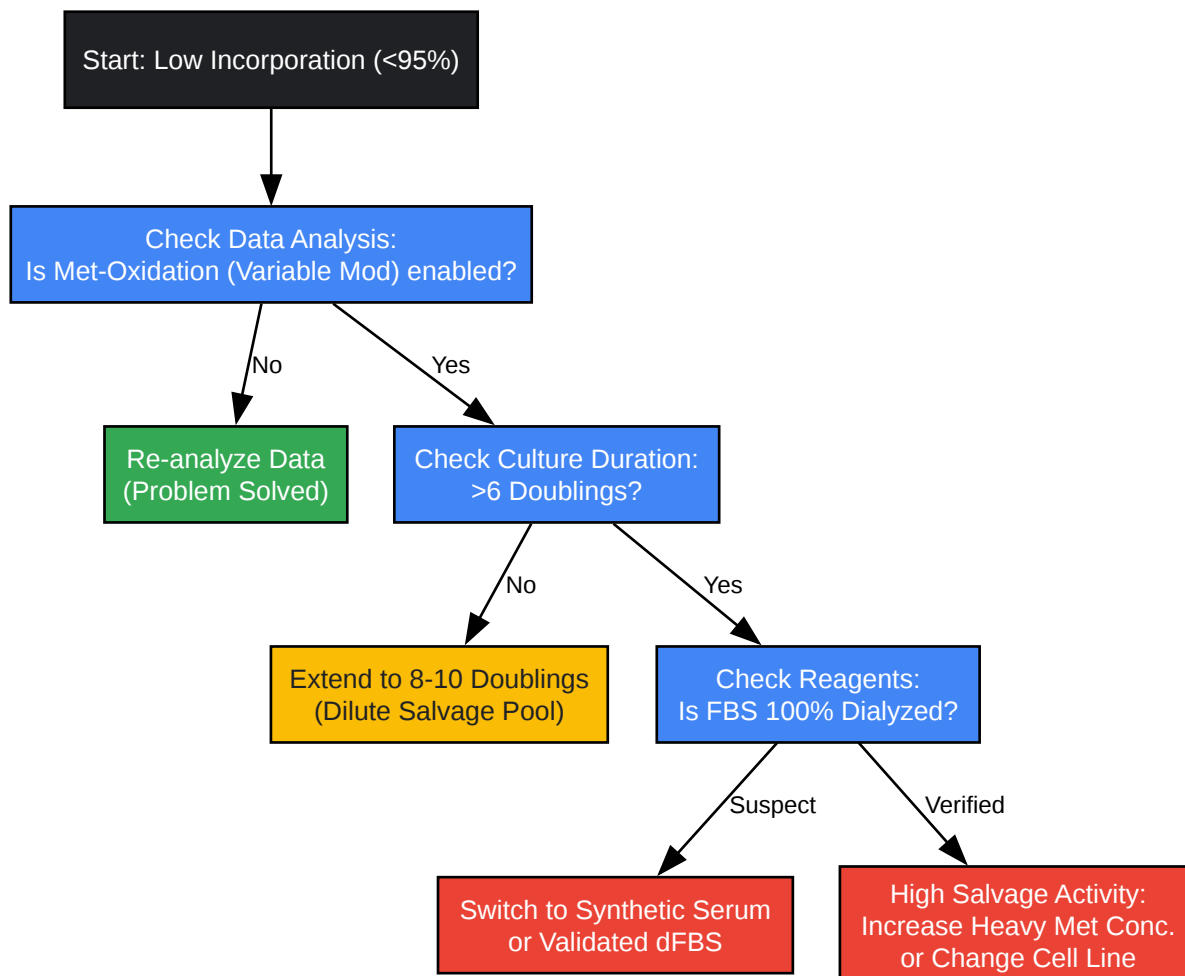 Start: Low Incorporation (<95%)
Check Data Analysis:
Is Met-Oxidation (Variable Mod) enabled?
No
Yes
Re-analyze Data
(Problem Solved)
Check Culture Duration:
>6 Doublings?
No
Yes
Extend to 8-10 Doublings
(Dilute Salvage Pool)
Check Reagents:
Is FBS 100% Dialyzed?
Suspect
Verified
Switch to Synthetic Serum
or Validated dFBS
High Salvage Activity:
Increase Heavy Met Conc.
or Change Cell Line